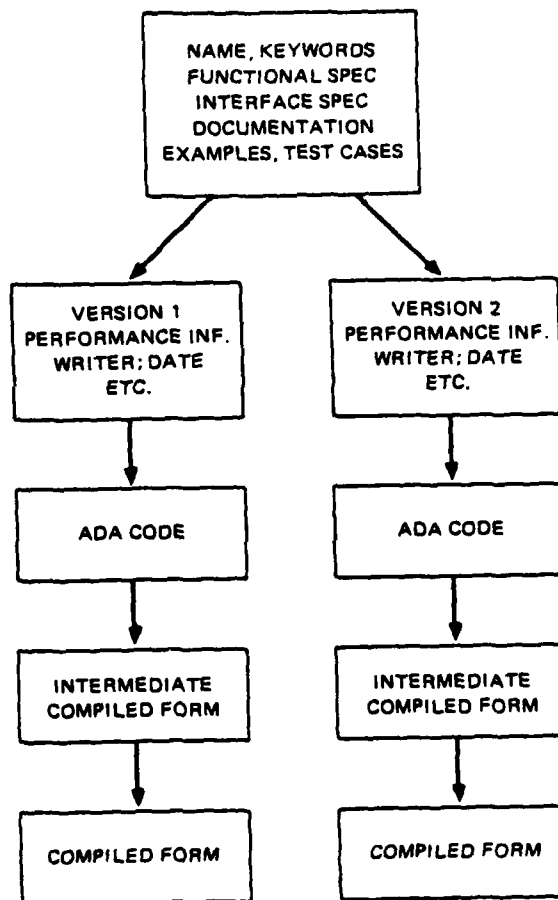 NAME, KEYWORDS
FUNCTIONAL SPEC
INTERFACE SPEC
DOCUMENTATION
EXAMPLES, TEST CASES
VERSION 1
PERFORMANCE INF.
WRITER; DATE
ETC.
VERSION 2
PERFORMANCE INF.
WRITER; DATE
ETC.
ADA CODE
ADA CODE
INTERMEDIATE
COMPILED FORM
INTERMEDIATE
COMPILED FORM
COMPILED FORM
COMPILED FORM